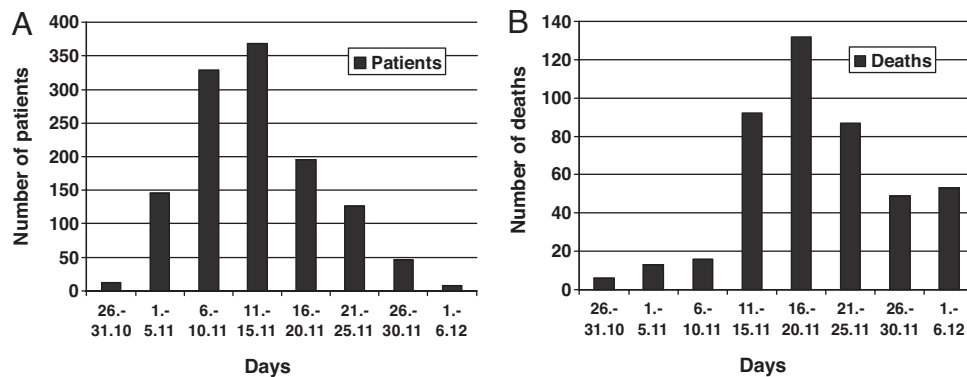 A
Number of patients
400
350
300
250
200
150
100
50
0
Patients
26.- 1.- 6.- 11.- 16.- 21.- 26.- 1.-
31.10 5.11 10.11 15.11 20.11 25.11 30.11 6.12
Days
B
Number of deaths
140
120
100
80
60
40
20
0
Deaths
26.- 1.- 6.- 11.- 16.- 21.- 26.- 1.-
31.10 5.11 10.11 15.11 20.11 25.11 30.11 6.12
Days